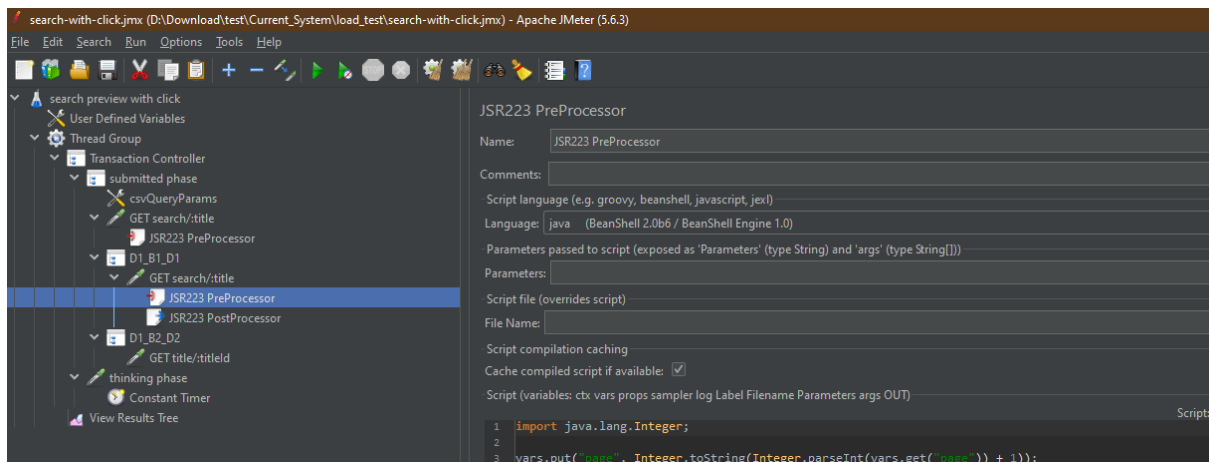 search-with-click.jmx (D:\Download\test\Current_System\load_test\search-with-click.jmx) - Apache JMeter (5.6.3)
File Edit Search Run Options Tools Help
STOP
search preview with click
User Defined Variables
Thread Group
Transaction Controller
submitted phase
csvQueryParams
GET search/:title
JSR223 PreProcessor
D1_B1_D1
GET search/:title
JSR223 PreProcessor
JSR223 PostProcessor
D1_B2_D2
GET title/:titleId
thinking phase
Constant Timer
View Results Tree
JSR223 PreProcessor
Name: JSR223 PreProcessor
Comments:
Script language (e.g. groovy, beanshell, javascript, jexl)
Language: java (BeanShell 2.0b6 / BeanShell Engine 1.0)
Parameters passed to script (exposed as 'Parameters' (type String) and 'args' (type String[]))
Parameters:
Script file (overrides script)
File Name:
Script compilation caching
Cache compiled script if available:
Script (variables: ctx vars props sampler log Label Filename Parameters args OUT)
Script:
1 import java.lang.Integer;
2
3 vars.put("page", Integer.toString(Integer.parseInt(vars.get("page")) + 1));